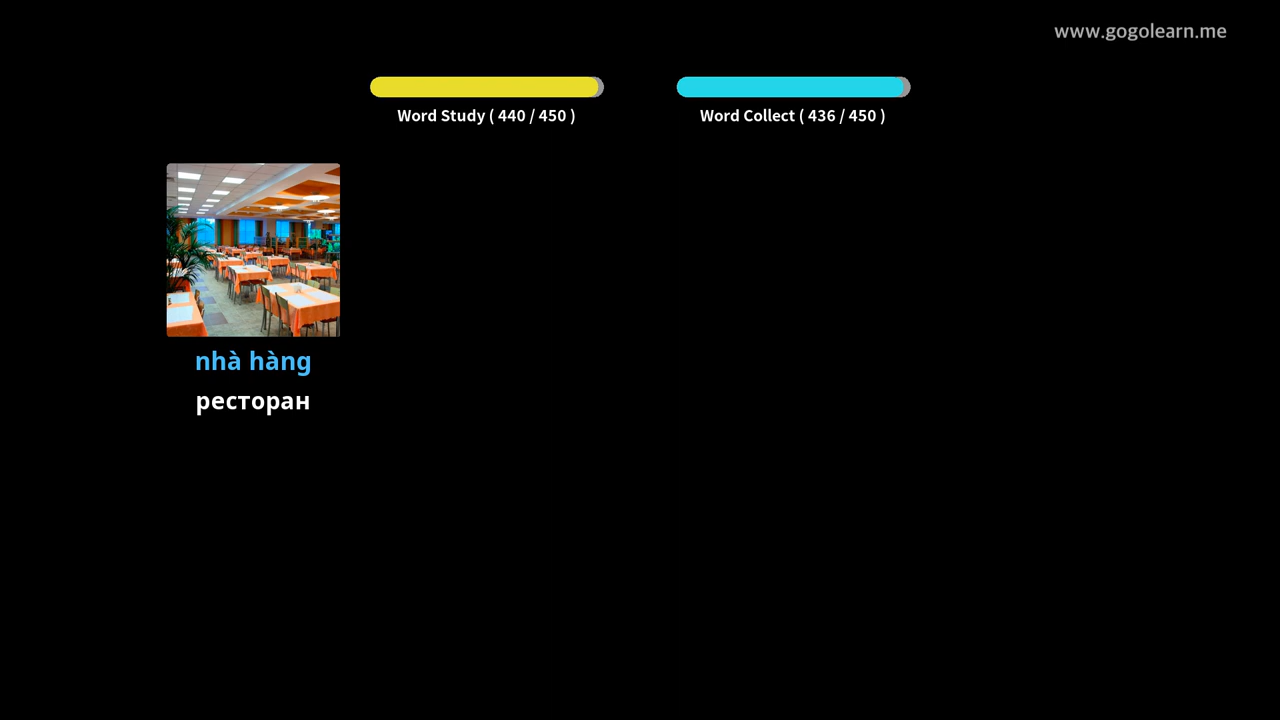 www.gogolearn.me
Word Study ( 440 / 450 )
Word Collect ( 436 / 450 )
nhà hàng
ресторан